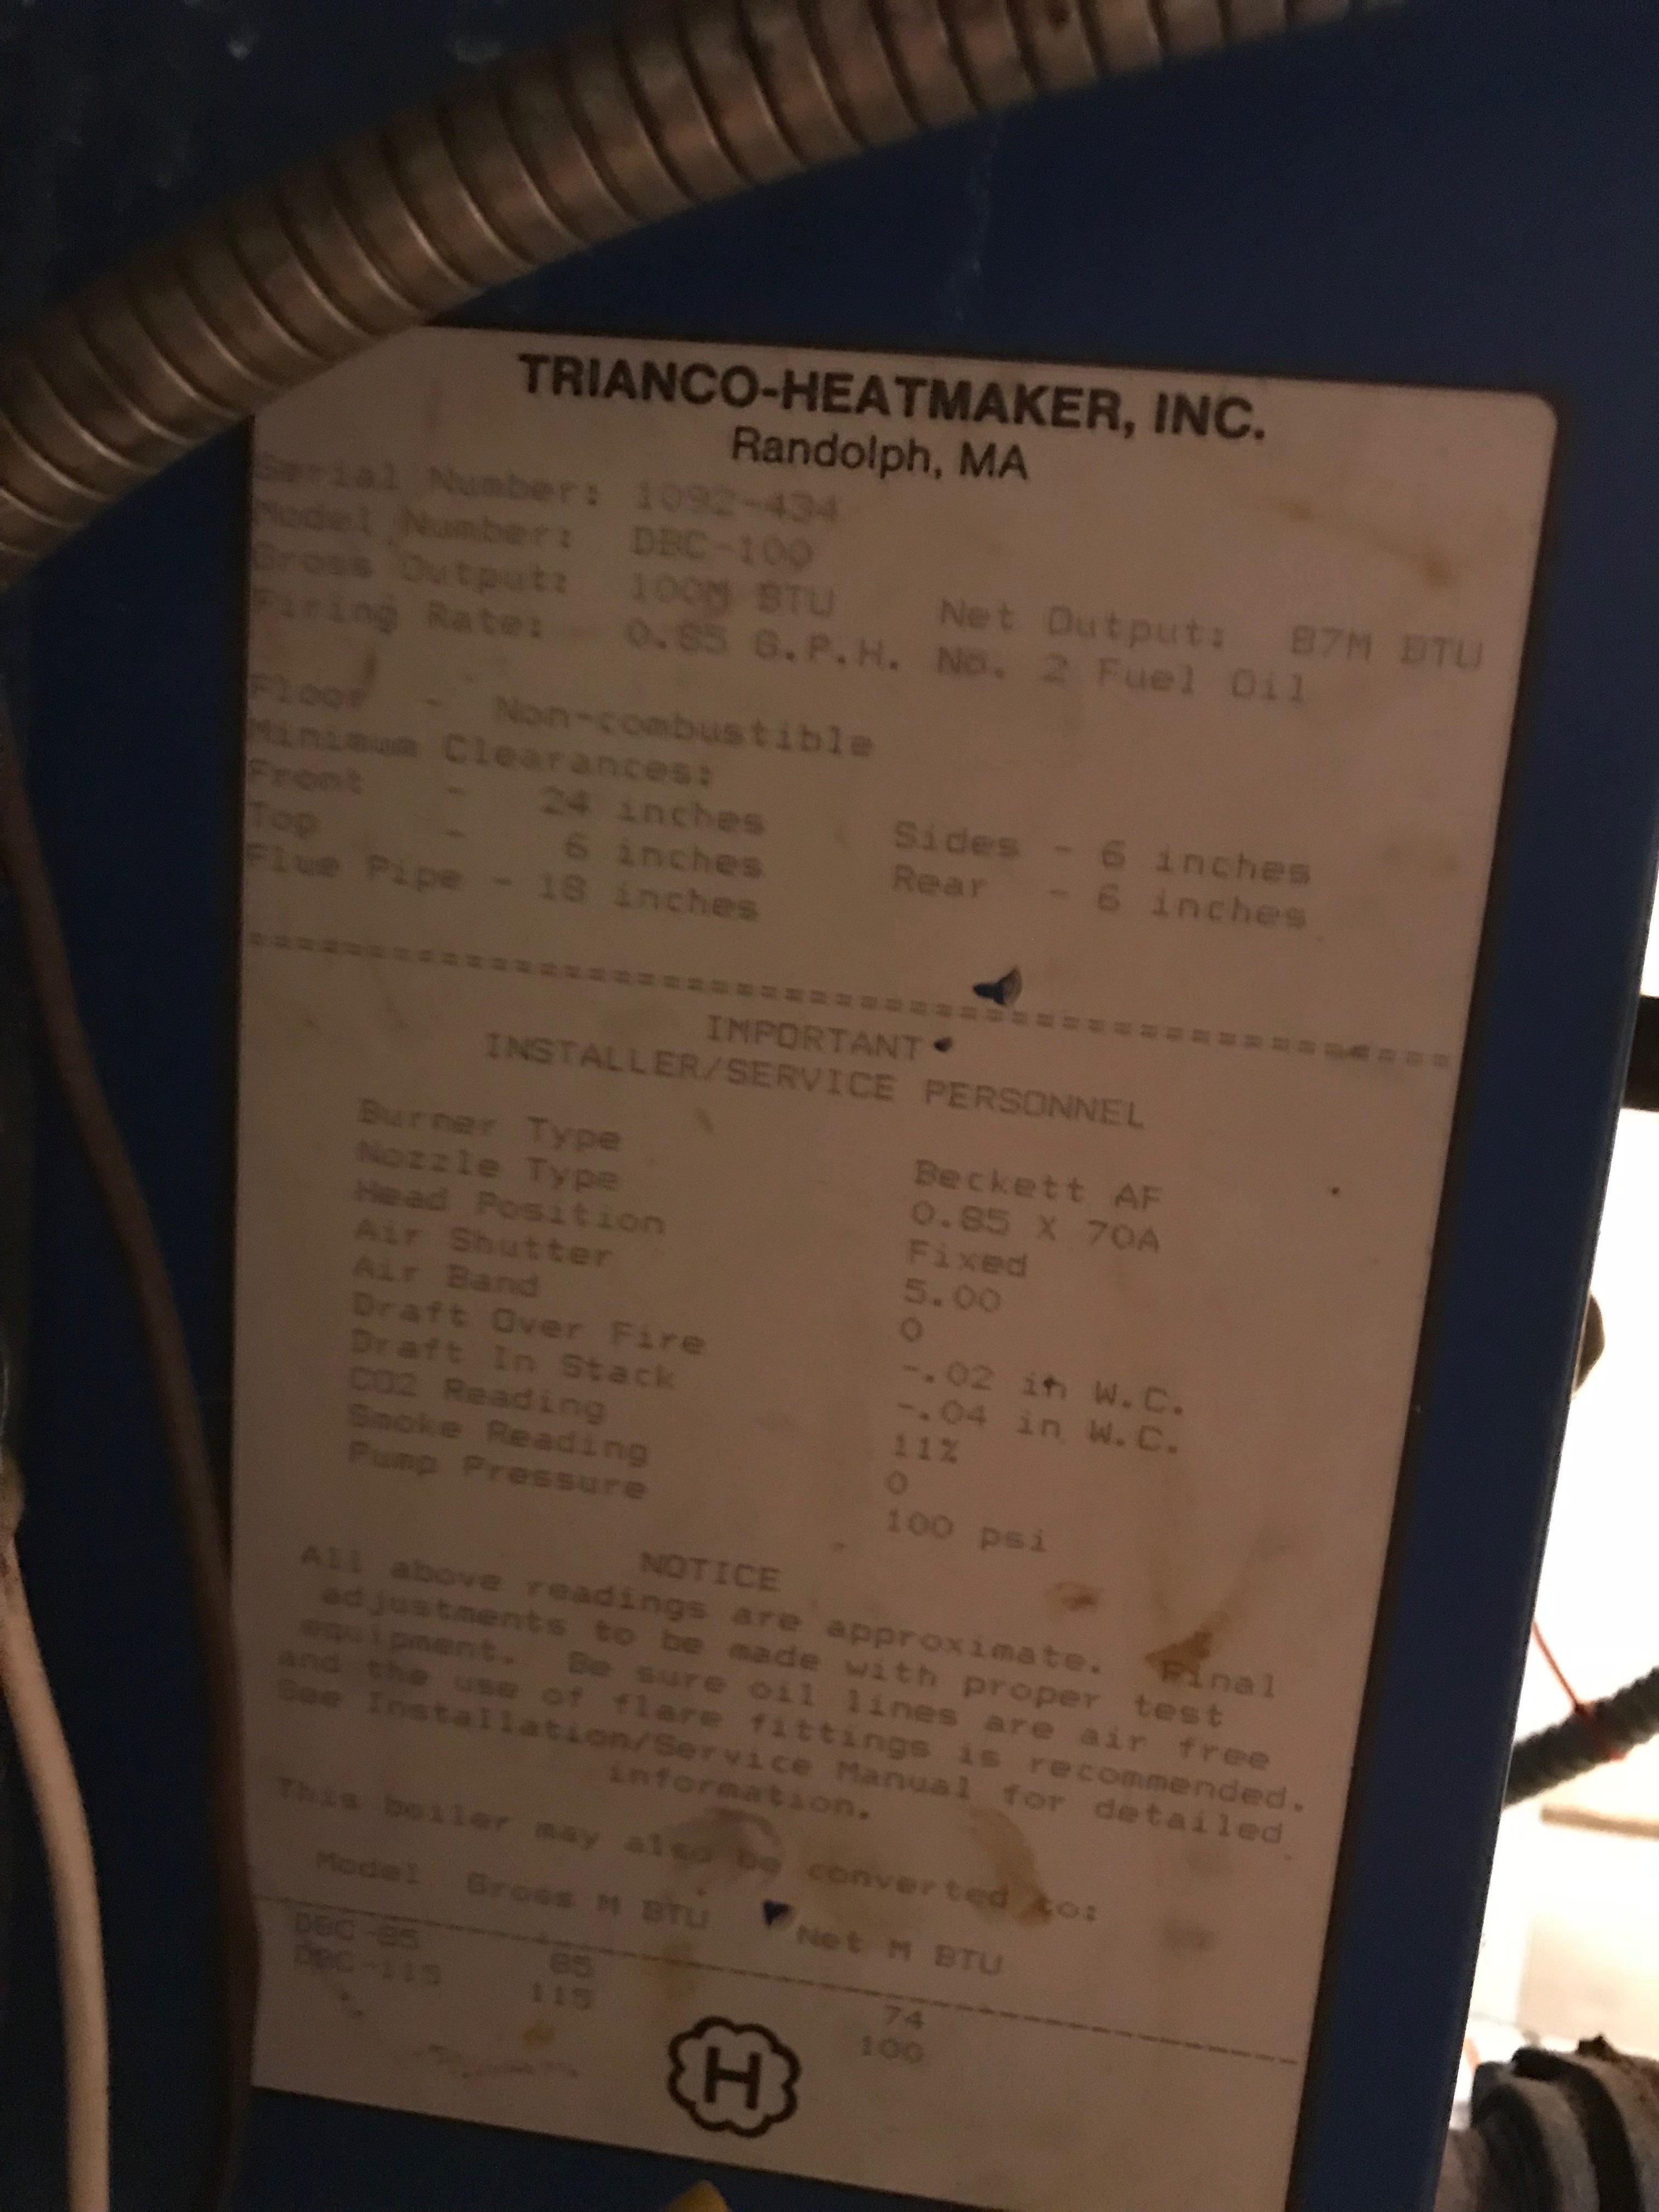 TRIANCO-HEATMAKER, INC.
Randolph, MA
Serial Number: 1092-434
Model Number: DBC-100
Gross Output: 100M BTU Net Output: 87M BTU
Firing Rate: 0.85 G.P.H. No. 2 Fuel Oil
Floor - Non-combustible
Minimum Clearances:
Front - 24 inches Sides - 6 inches
Top - 6 inches Rear - 6 inches
Flue Pipe - 18 inches
IMPORTANT
INSTALLER/SERVICE PERSONNEL
Burner Type Beckett AF
Nozzle Type 0.85 X 70A
Head Position Fixed
Air Shutter 5.00
Air Band 0
Draft Over Fire -.02 in W.C.
Draft In Stack -.04 in W.C.
CO2 Reading 11%
Smoke Reading 0
Pump Pressure 100 psi
NOTICE
All above readings are approximate. Final
adjustments to be made with proper test
equipment. Be sure oil lines are air free
and the use of flare fittings is recommended.
See Installation/Service Manual for detailed
information.
This boiler may also be converted to:
Model Gross M BTU Net M BTU
DBC-85 85 74
DBC-115 115 100
H